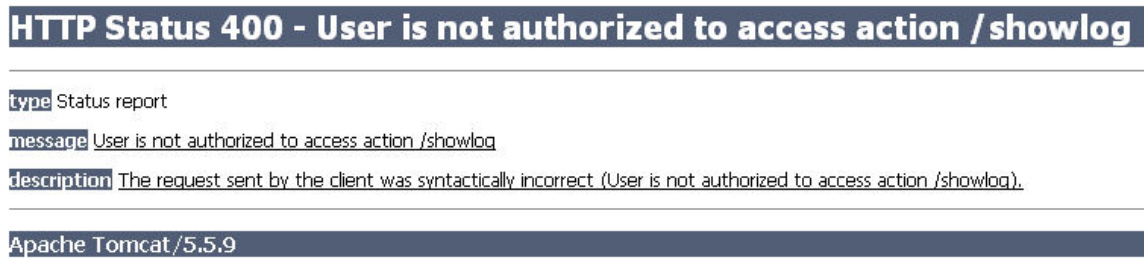 HTTP Status 400 - User is not authorized to access action /showlog
type Status report
message User is not authorized to access action /showlog
description The request sent by the client was syntactically incorrect (User is not authorized to access action /showlog).
Apache Tomcat/5.5.9